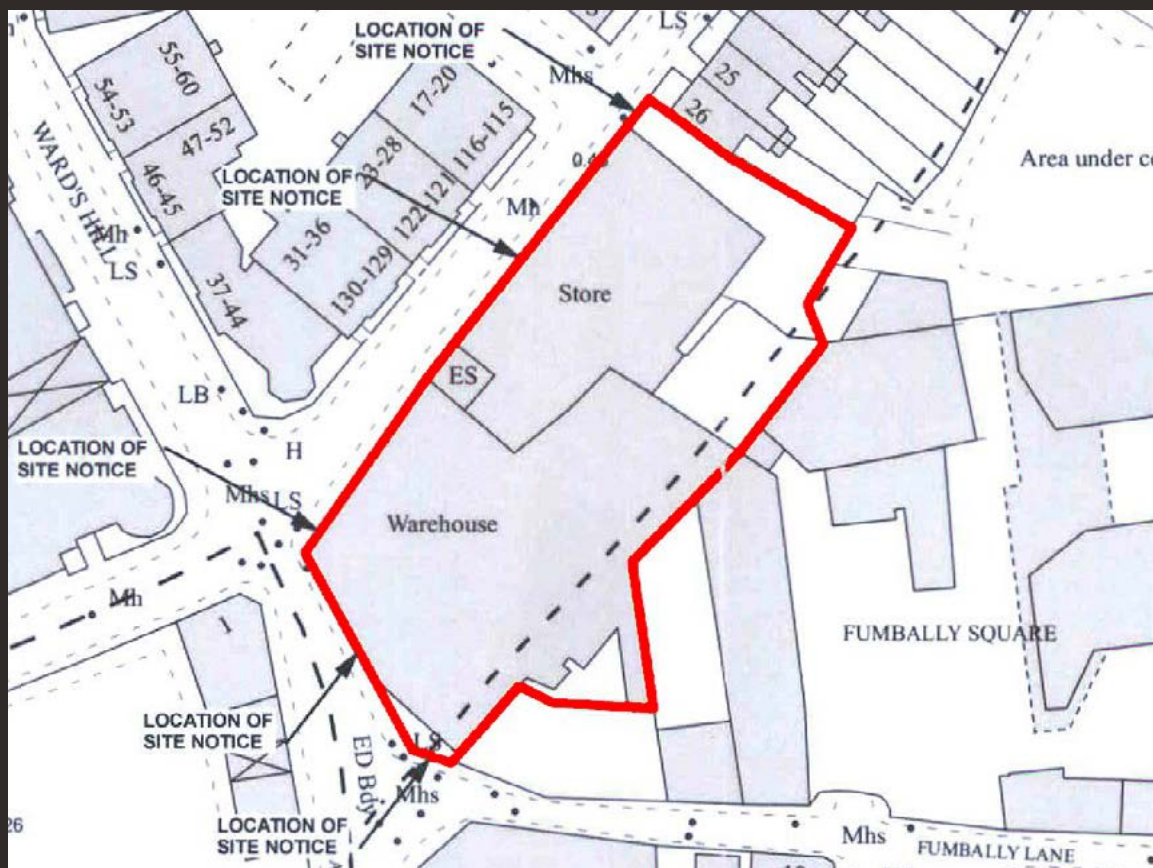 LOCATION OF
SITE NOTICE
LS
55-60
54-53
47-52
46-45
WARD'S HILL
Mh
LS
37-44
17-20
23-28
116-115
122-121
31-36
130-129
Mhs
25
26
LOCATION OF
SITE NOTICE
Mh
Area under
Store
ES
LB
H
LOCATION OF
SITE NOTICE
Mhs
LS
Warehouse
Mh
FUMBALLY SQUARE
LOCATION OF
SITE NOTICE
ED Bdy
LS
Mhs
LOCATION OF
SITE NOTICE
26
Mhs
FUMBALLY LANE